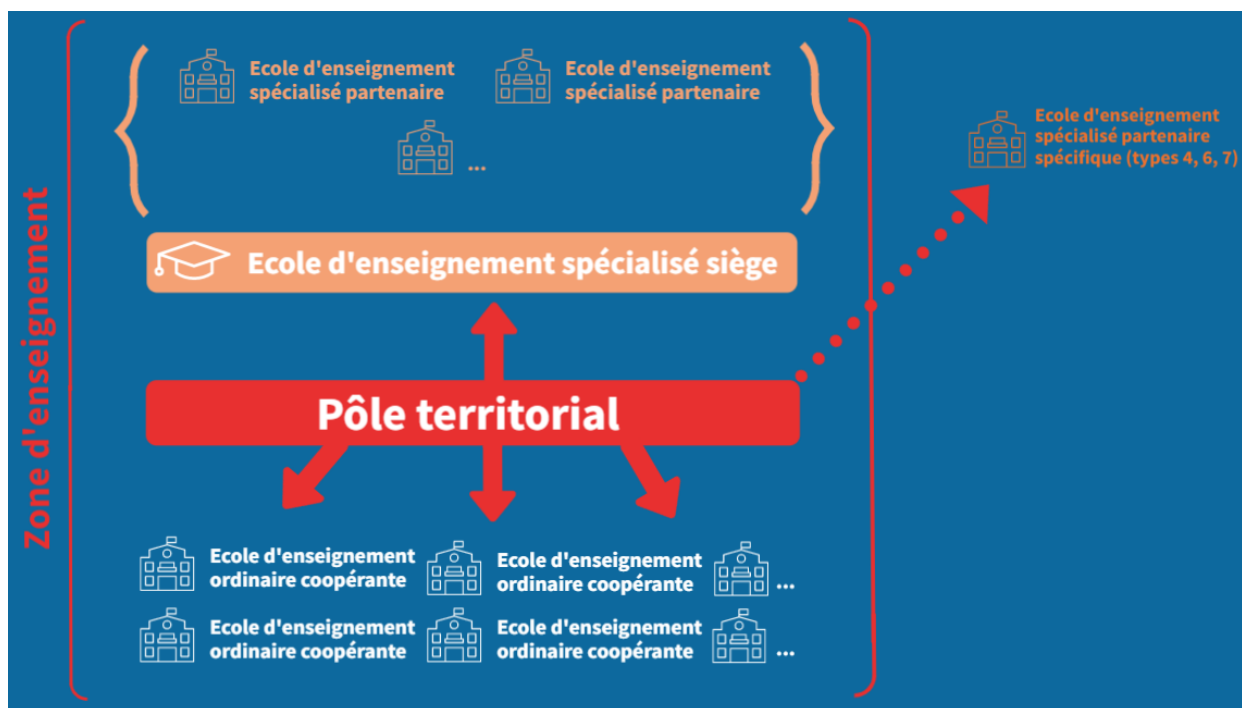 Ecole d'enseignement
spécialisé partenaire
Ecole d'enseignement
spécialisé partenaire
...
Ecole d'enseignement
spécialisé partenaire
spécifique (types 4, 6, 7)
Zone d'enseignement
Ecole d'enseignement spécialisé siège
Pôle territorial
Ecole d'enseignement
ordinaire coopérante
Ecole d'enseignement
ordinaire coopérante
...
Ecole d'enseignement
ordinaire coopérante
Ecole d'enseignement
ordinaire coopérante
...